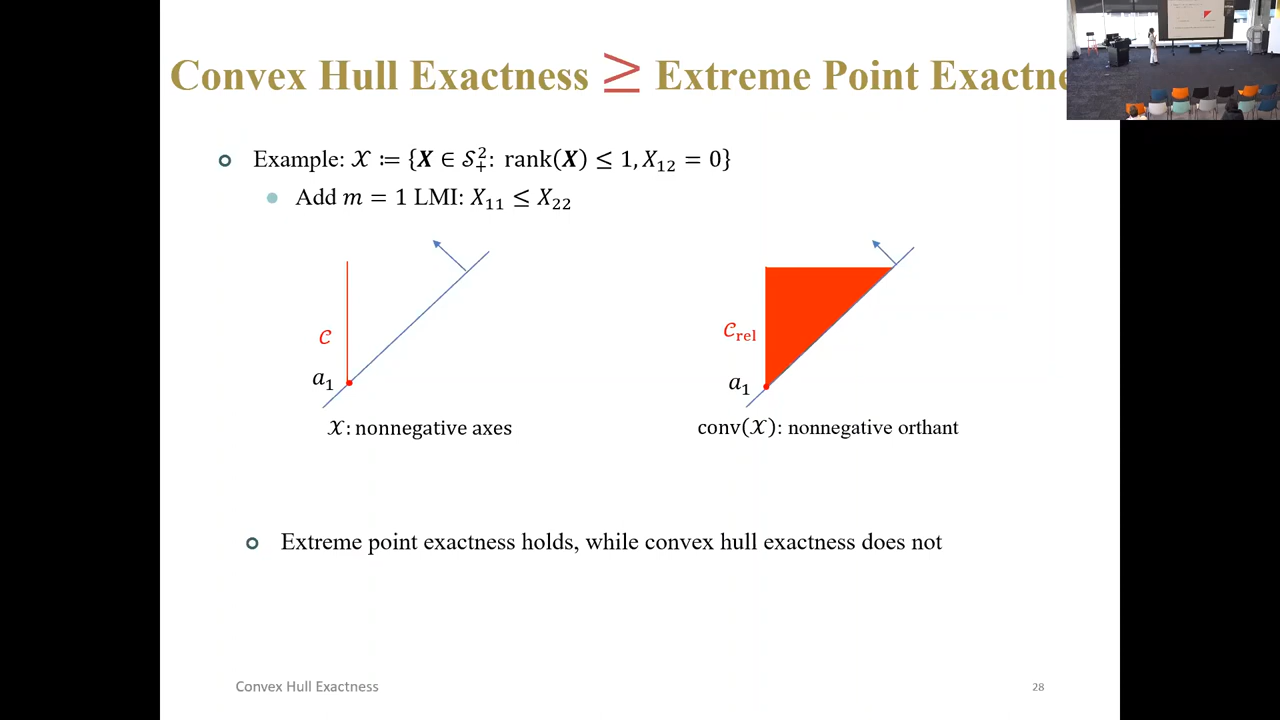 Convex Hull Exactness ≥ Extreme Point Exactne
Example: 𝒳 ≔ {𝑿 ∈ 𝒮₊²: rank(𝑿) ≤ 1, X₁₂ = 0}
Add m = 1 LMI: X₁₁ ≤ X₂₂
𝒞
a₁
𝒳: nonnegative axes
𝒞rel
a₁
conv(𝒳): nonnegative orthant
Extreme point exactness holds, while convex hull exactness does not
Convex Hull Exactness
28